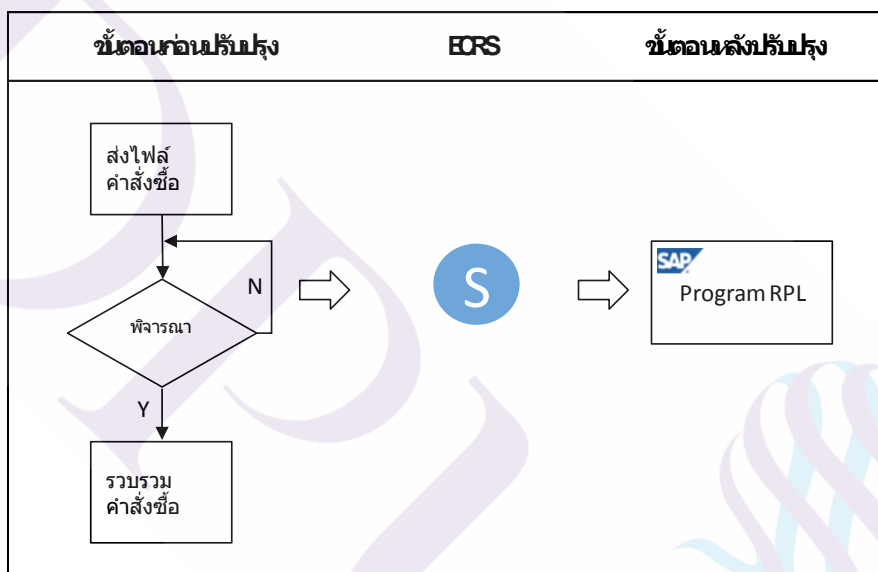 ขั้นตอนก่อนปรับปรุง
ECRS
ขั้นตอนหลังปรับปรุง
ส่งไฟล์
คำสั่งซื้อ
N
พิจารณา
Y
รวบรวม
คำสั่งซื้อ
S
SAP
Program RPL